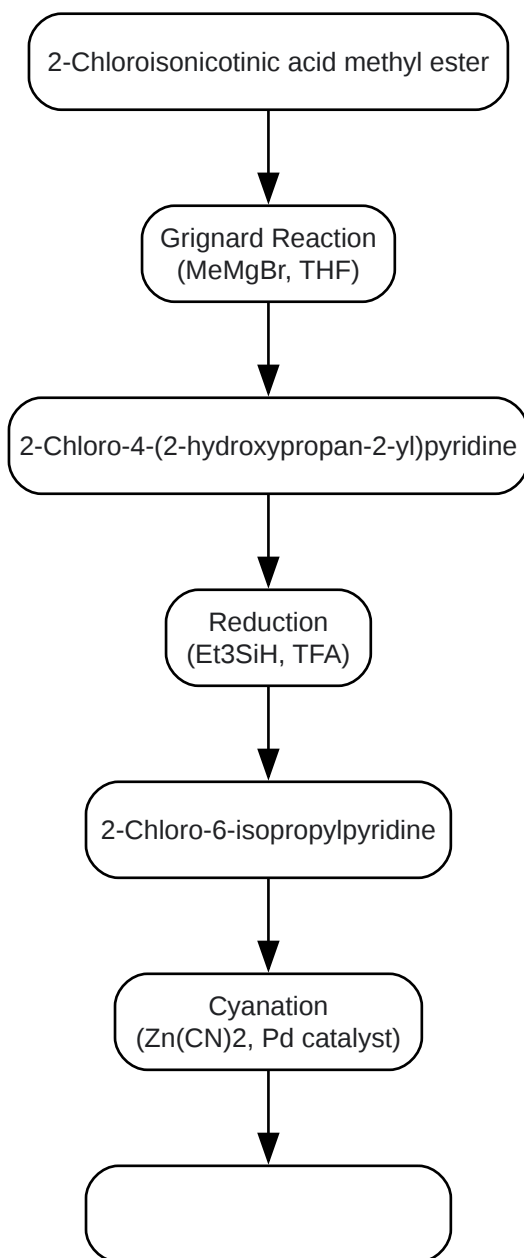 2-Chloroisonicotinic acid methyl ester
Grignard Reaction
(MeMgBr, THF)
2-Chloro-4-(2-hydroxypropan-2-yl)pyridine
Reduction
(Et3SiH, TFA)
2-Chloro-6-isopropylpyridine
Cyanation
(Zn(CN)2, Pd catalyst)